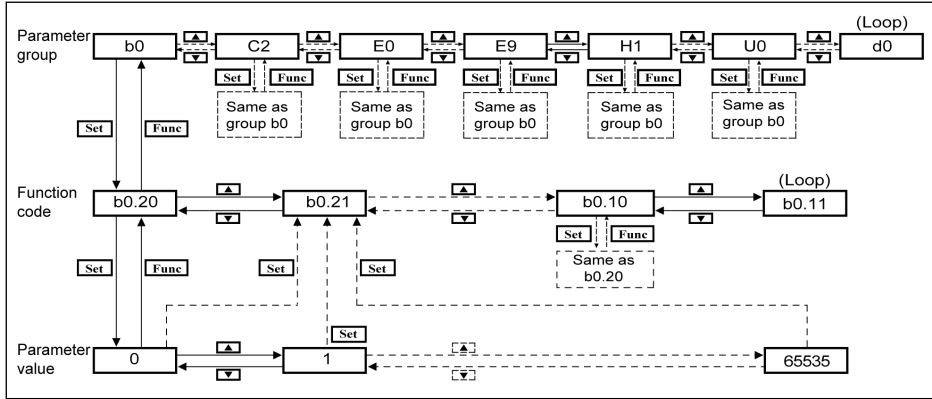 Parameter group
b0
▲
▼
C2
▲
▼
E0
▲
▼
E9
▲
▼
H1
▲
▼
U0
▲
▼
(Loop)
d0
Set
Func
Set
Func
Set
Func
Set
Func
Set
Func
Same as group b0
Same as group b0
Same as group b0
Same as group b0
Same as group b0
Set
Func
Function code
b0.20
▲
▼
b0.21
▲
▼
b0.10
▲
▼
(Loop)
b0.11
Set
Func
Same as b0.20
Set
Func
Set
Set
Set
Parameter value
0
▲
▼
1
▲
▼
65535